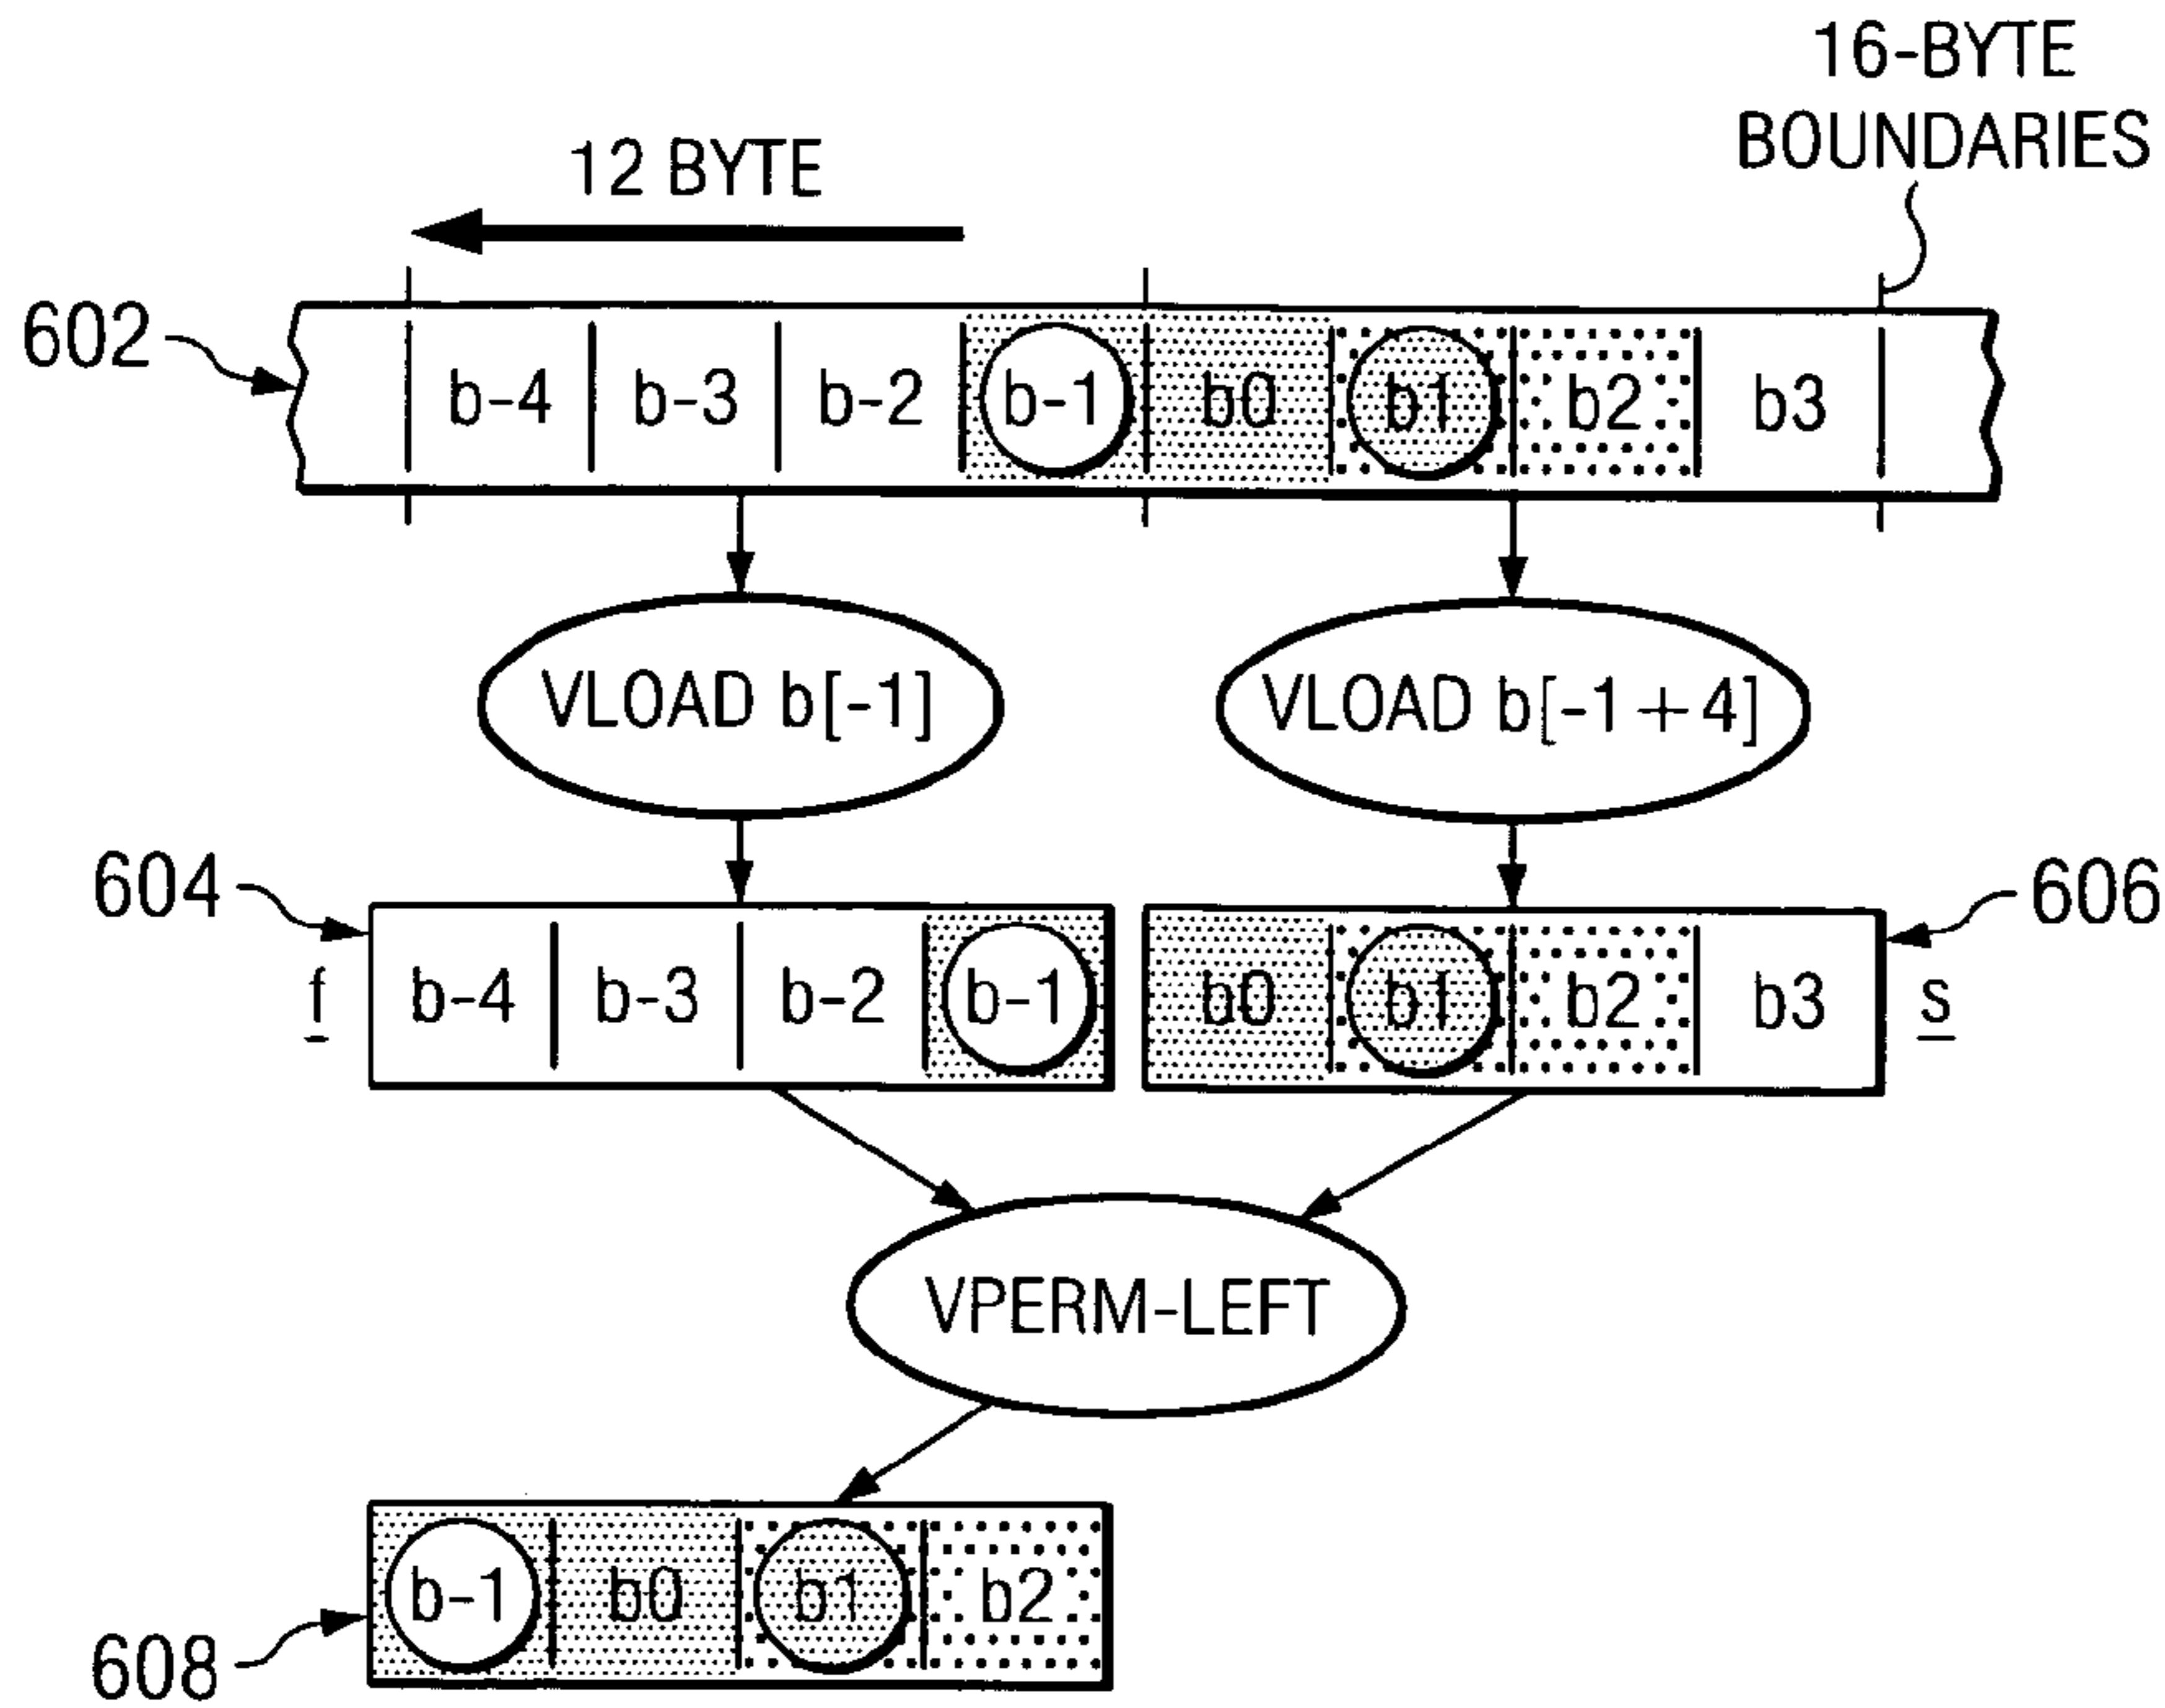 16-BYTE
BOUNDARIES
12 BYTE
602
b-4 b-3 b-2 b-1 b0 b1 b2 b3
VLOAD b[-1] VLOAD b[-1+4]
604 606
f b-4 b-3 b-2 b-1 b0 b1 b2 b3 s
VPERM-LEFT
b-1 b0 b1 b2
608